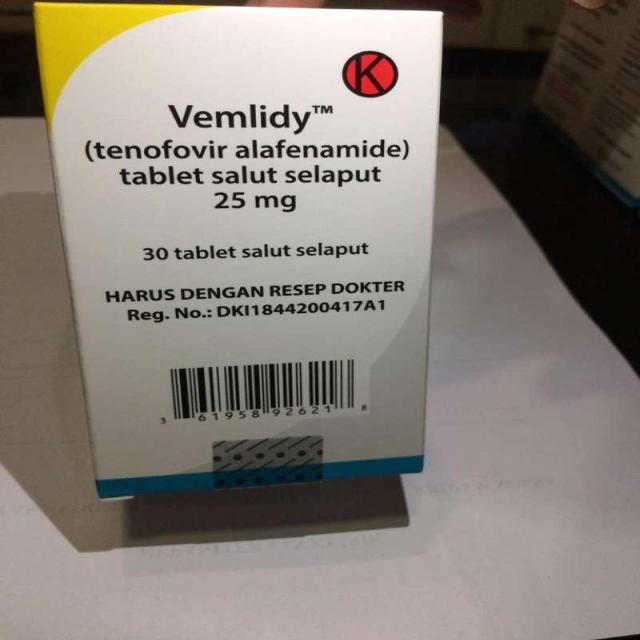 K
Vemlidy™
(tenofovir alafenamide)
tablet salut selaput
25 mg
30 tablet salut selaput
HARUS DENGAN RESEP DOKTER
Reg. No.: DKI1844200417A1
3 61958 92621 8